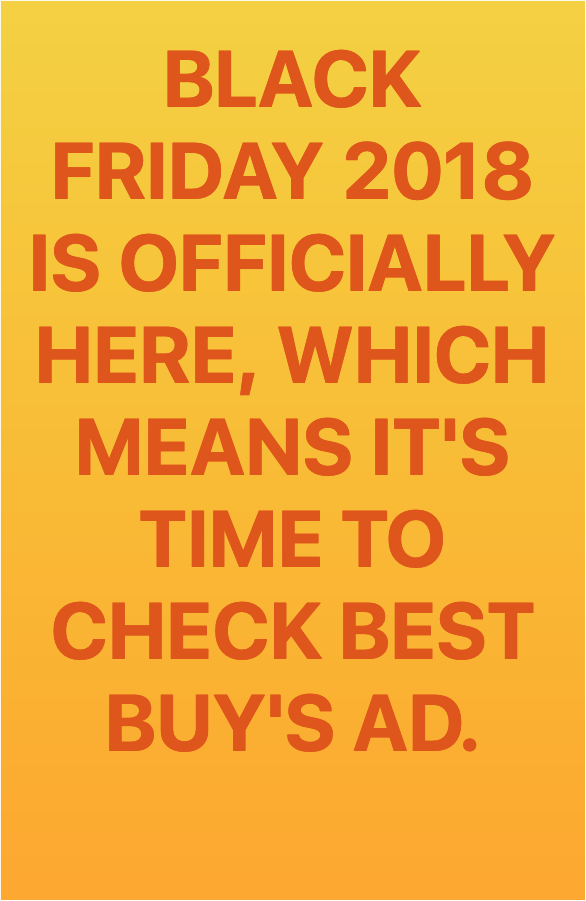 BLACK
FRIDAY 2018
IS OFFICIALLY
HERE, WHICH
MEANS IT'S
TIME TO
CHECK BEST
BUY'S AD.